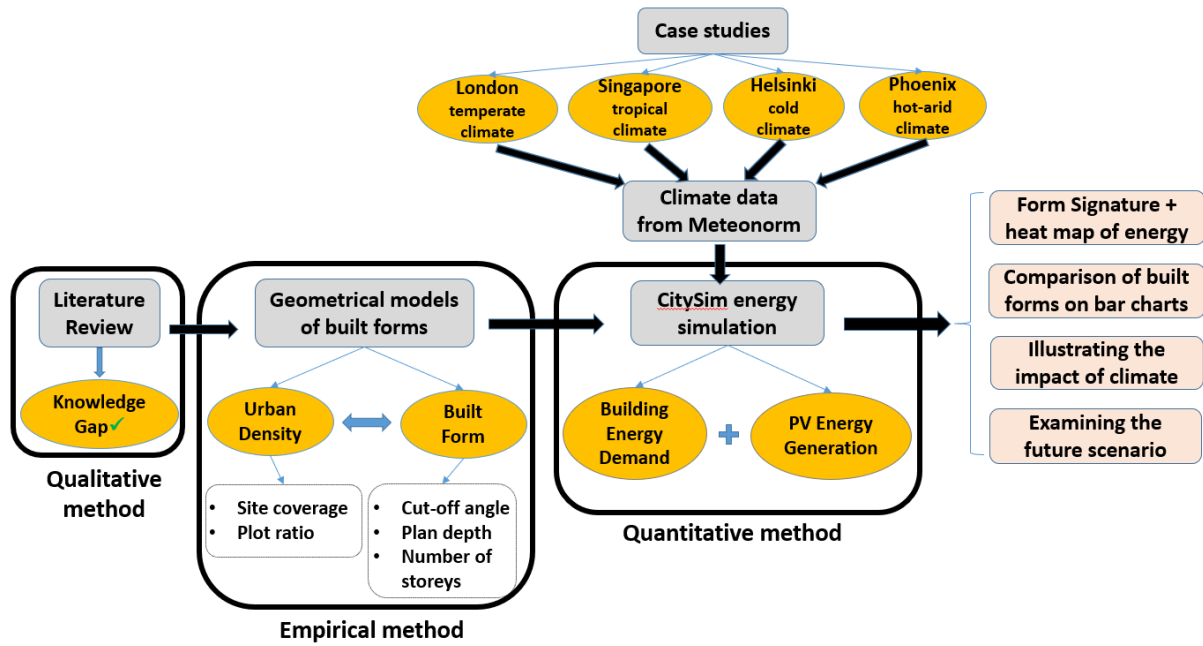 Case studies
London
temperate
climate
Singapore
tropical
climate
Helsinki
cold
climate
Phoenix
hot-arid
climate
Climate data
from Meteonorm
Literature
Review
Knowledge
Gap✓
Qualitative
method
Geometrical models
of built forms
Urban
Density
Built
Form
• Site coverage
• Plot ratio
• Cut-off angle
• Plan depth
• Number of
storeys
Empirical method
CitySim energy
simulation
Building
Energy
Demand
+
PV Energy
Generation
Quantitative method
Form Signature +
heat map of energy
Comparison of built
forms on bar charts
Illustrating the
impact of climate
Examining the
future scenario